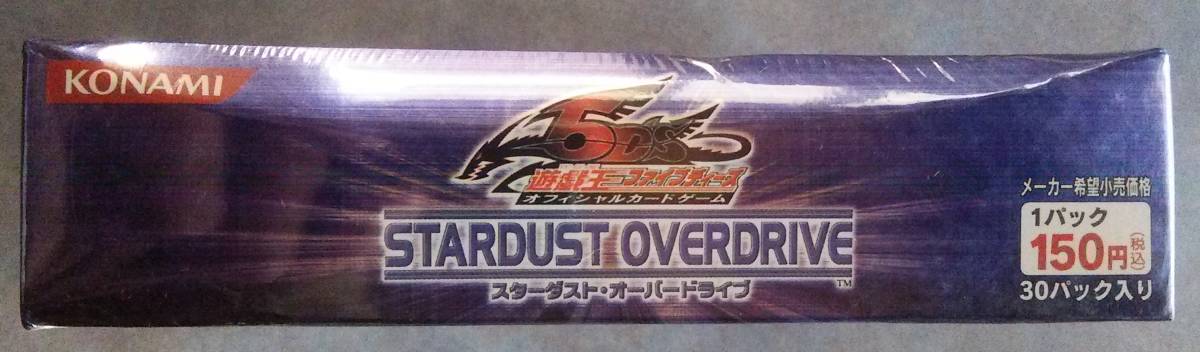 KONAMI
5D's
遊戯王ファイブディーズ
オフィシャルカードゲーム
STARDUST OVERDRIVE
TM
スターダスト・オーバードライブ
メーカー希望小売価格
1パック
150円(税込)
30パック入り